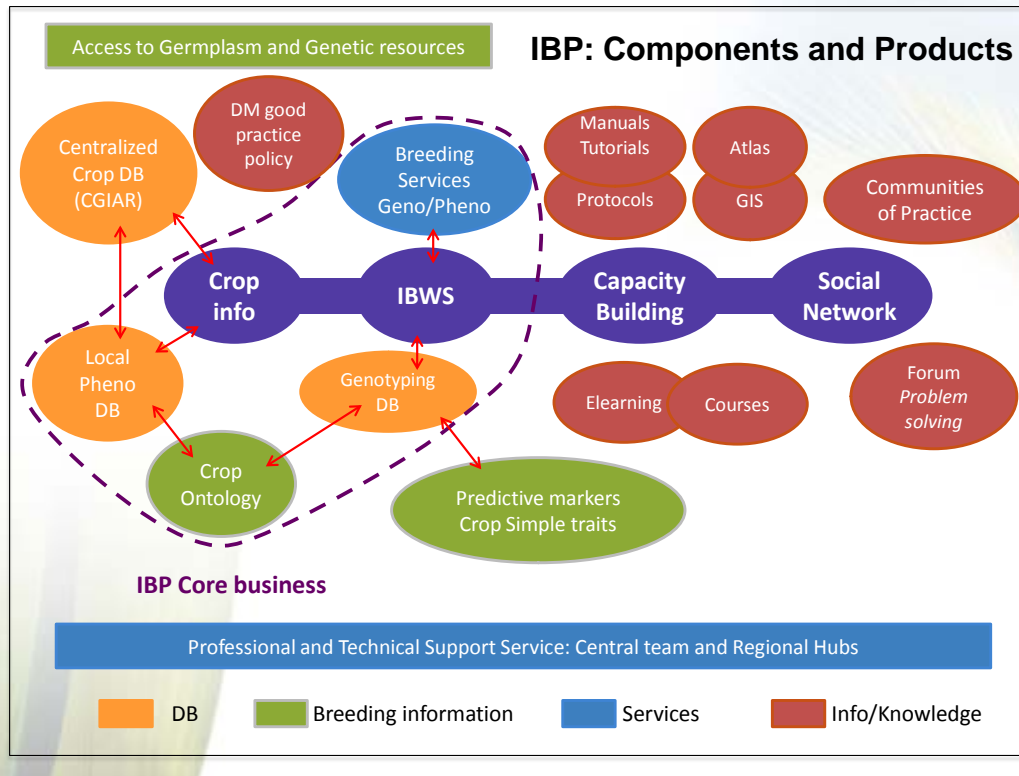 Access to Germplasm and Genetic resources
IBP: Components and Products
Centralized
Crop DB
(CGIAR)
DM good
practice
policy
Breeding
Services
Geno/Pheno
Manuals
Tutorials
Protocols
Atlas
GIS
Communities
of Practice
Crop
info
IBWS
Capacity
Building
Social
Network
Local
Pheno
DB
Genotyping
DB
Elearning
Courses
Forum
Problem
solving
Crop
Ontology
Predictive markers
Crop Simple traits
IBP Core business
Professional and Technical Support Service: Central team and Regional Hubs
DB
Breeding information
Services
Info/Knowledge